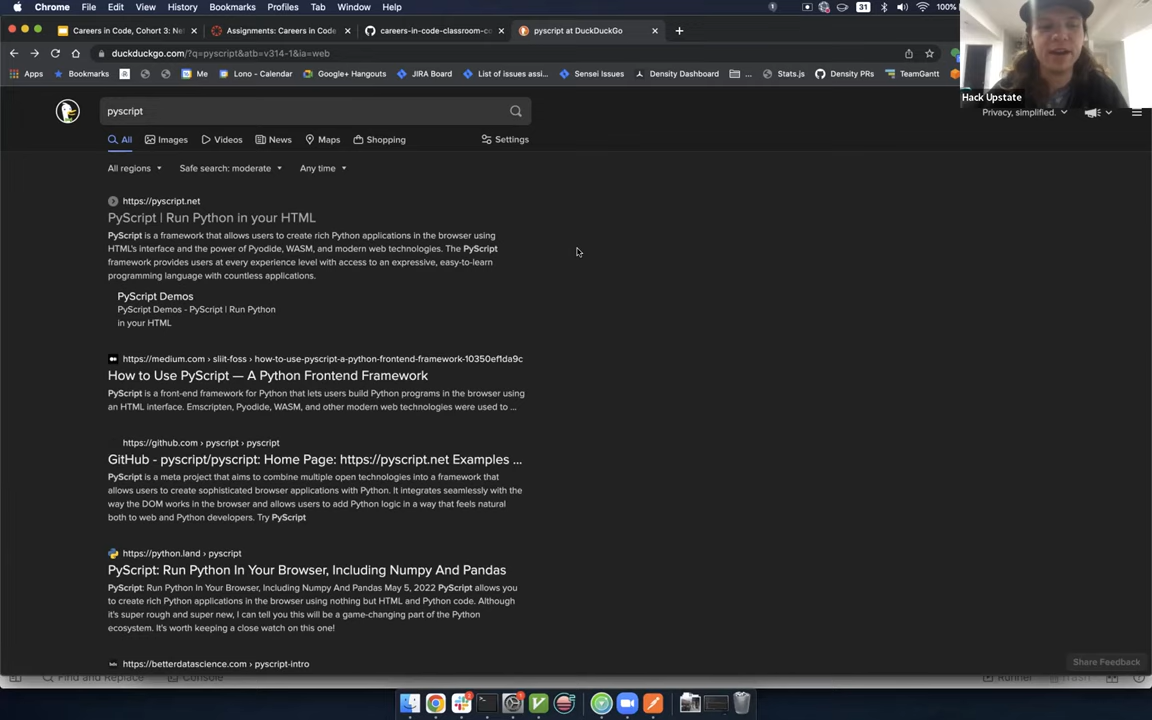 Chrome File Edit View History Bookmarks Profiles Tab Window Help
31 100%
Careers in Code, Cohort 3: Ne
Assignments: Careers in Code
careers-in-code-classroom-cc
pyscript at DuckDuckGo
duckduckgo.com/?q=pyscript&atb=v314-1&ia=web
Apps Bookmarks Me Lono - Calendar Google+ Hangouts JIRA Board List of issues assi... Sensei Issues Density Dashboard ... Stats.js Density PRs TeamGantt
Hack Upstate
pyscript
Privacy, simplified.
All Images Videos News Maps Shopping Settings
All regions Safe search: moderate Any time
https://pyscript.net
PyScript | Run Python in your HTML
PyScript is a framework that allows users to create rich Python applications in the browser using
HTML's interface and the power of Pyodide, WASM, and modern web technologies. The PyScript
framework provides users at every experience level with access to an expressive, easy-to-learn
programming language with countless applications.
PyScript Demos
PyScript Demos - PyScript | Run Python
in your HTML
https://medium.com › sliit-foss › how-to-use-pyscript-a-python-frontend-framework-10350ef1da9c
How to Use PyScript — A Python Frontend Framework
PyScript is a front-end framework for Python that lets users build Python programs in the browser using
an HTML interface. Emscripten, Pyodide, WASM, and other modern web technologies were used to ...
https://github.com › pyscript › pyscript
GitHub - pyscript/pyscript: Home Page: https://pyscript.net Examples ...
PyScript is a meta project that aims to combine multiple open technologies into a framework that
allows users to create sophisticated browser applications with Python. It integrates seamlessly with the
way the DOM works in the browser and allows users to add Python logic in a way that feels natural
both to web and Python developers. Try PyScript
https://python.land › pyscript
PyScript: Run Python In Your Browser, Including Numpy And Pandas
PyScript: Run Python In Your Browser, Including Numpy And Pandas May 5, 2022 PyScript allows you
to create rich Python applications in the browser using nothing but HTML and Python code. Although
it's super rough and super new, I can tell you this will be a game-changing part of the Python
ecosystem. It's worth keeping a close watch on this one!
https://betterdatascience.com › pyscript-intro
Share Feedback
Find and Replace Console Runner Trash